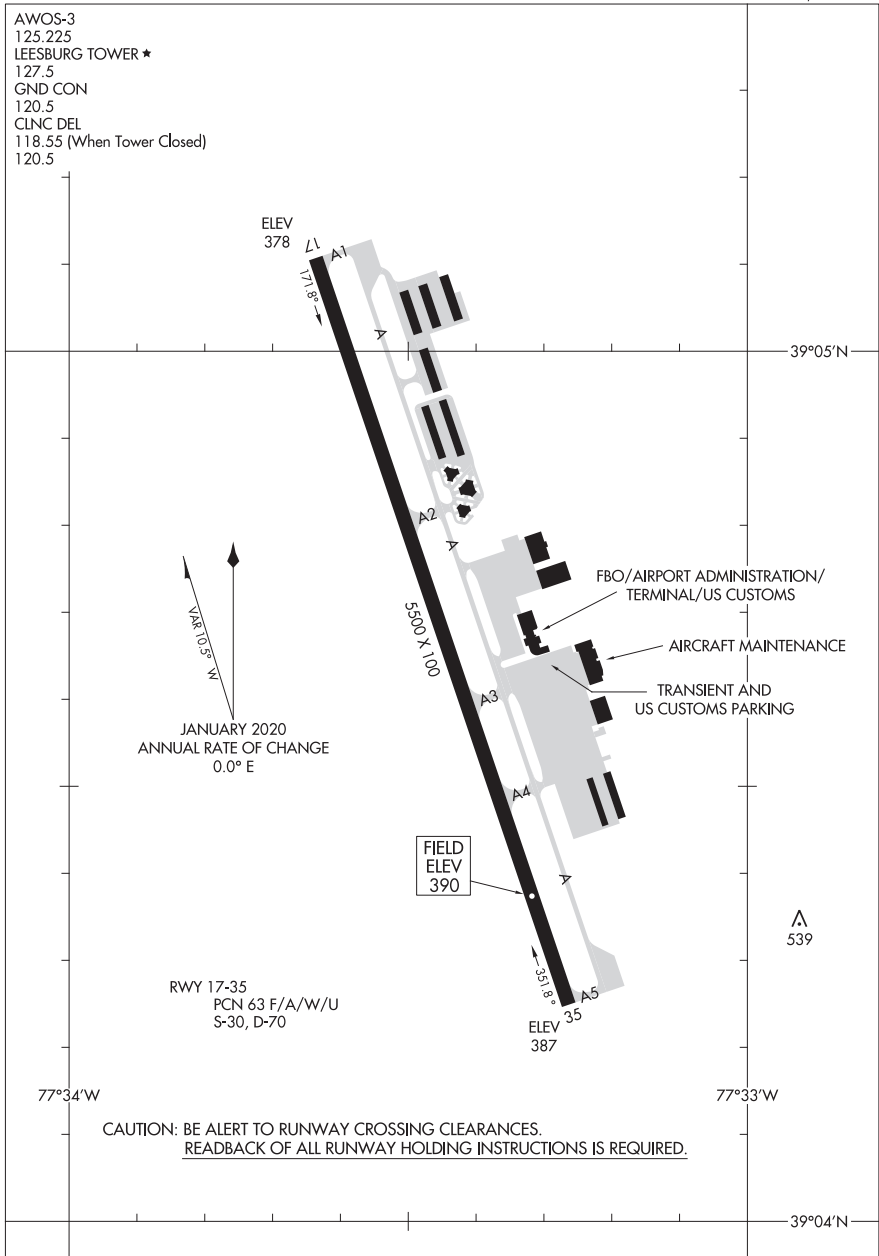 AWOS-3
125.225
LEESBURG TOWER ★
127.5
GND CON
120.5
CLNC DEL
118.55 (When Tower Closed)
120.5
ELEV
378
17
A1
171.8°
A
39°05'N
A2
A
5500 X 100
FBO/AIRPORT ADMINISTRATION/
TERMINAL/US CUSTOMS
AIRCRAFT MAINTENANCE
TRANSIENT AND
US CUSTOMS PARKING
VAR 10.5° W
JANUARY 2020
ANNUAL RATE OF CHANGE
0.0° E
A3
A4
FIELD
ELEV
390
A
539
351.8°
A5
35
ELEV
387
RWY 17-35
PCN 63 F/A/W/U
S-30, D-70
77°34'W
77°33'W
CAUTION: BE ALERT TO RUNWAY CROSSING CLEARANCES.
READBACK OF ALL RUNWAY HOLDING INSTRUCTIONS IS REQUIRED.
39°04'N